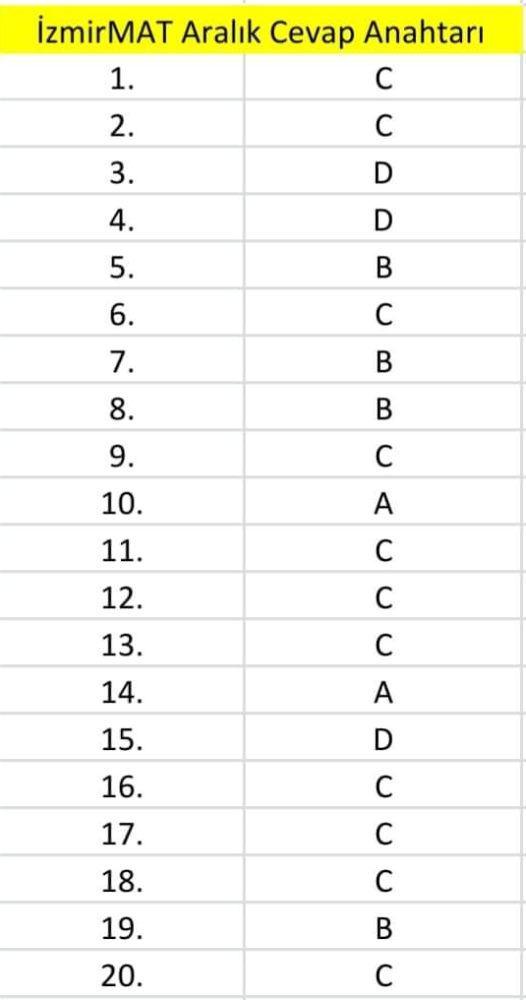 İzmirMAT Aralık Cevap Anahtarı
1. C
2. C
3. D
4. D
5. B
6. C
7. B
8. B
9. C
10. A
11. C
12. C
13. C
14. A
15. D
16. C
17. C
18. C
19. B
20. C